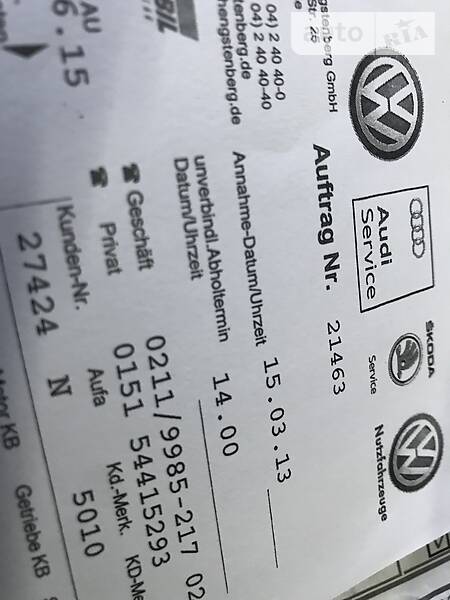 auto RIA
gstenberg GmbH
Str. 26
04) 2 40 40-0
04) 2 40 40-40
tenberg.de
hengstenberg.de
AU
6.15
Auftrag Nr. 21463
Audi
Service
ŠKODA
Service
Nutzfahrzeuge
Annahme-Datum/Uhrzeit 15.03.13
unverbindl.Abholtermin
Datum/Uhrzeit 14.00
☎ Geschäft 0211/9985-217 02
☎ Privat 0151 54415293
Kunden-Nr. Aufa Kd.-Merk. KD-Me
27424 N 5010
Motor KB Getriebe KB